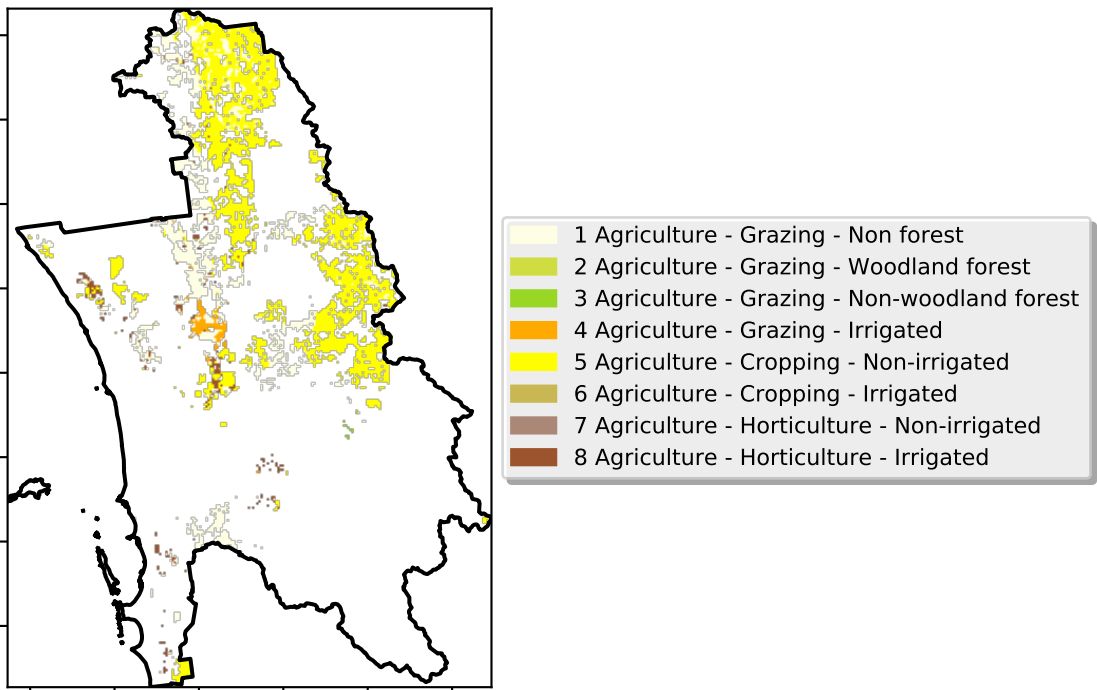 1 Agriculture - Grazing - Non forest
2 Agriculture - Grazing - Woodland forest
3 Agriculture - Grazing - Non-woodland forest
4 Agriculture - Grazing - Irrigated
5 Agriculture - Cropping - Non-irrigated
6 Agriculture - Cropping - Irrigated
7 Agriculture - Horticulture - Non-irrigated
8 Agriculture - Horticulture - Irrigated